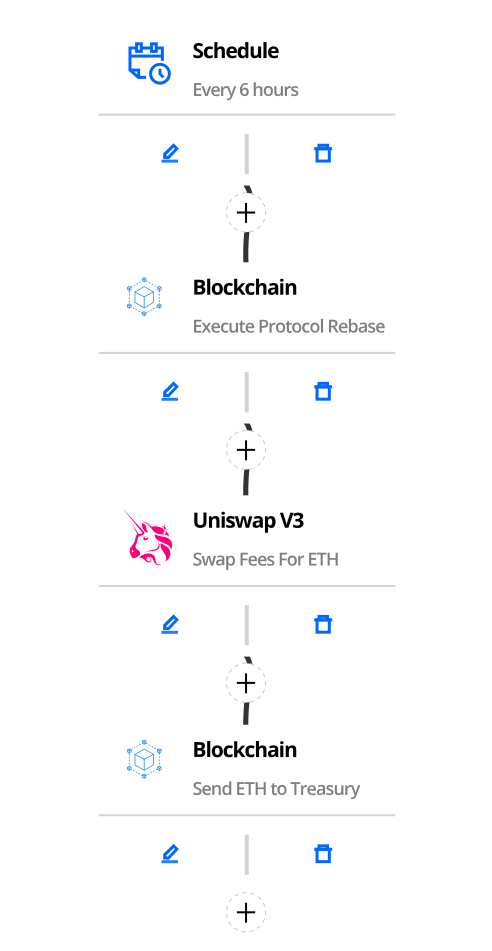 Schedule
Every 6 hours
Blockchain
Execute Protocol Rebase
Uniswap V3
Swap Fees For ETH
Blockchain
Send ETH to Treasury